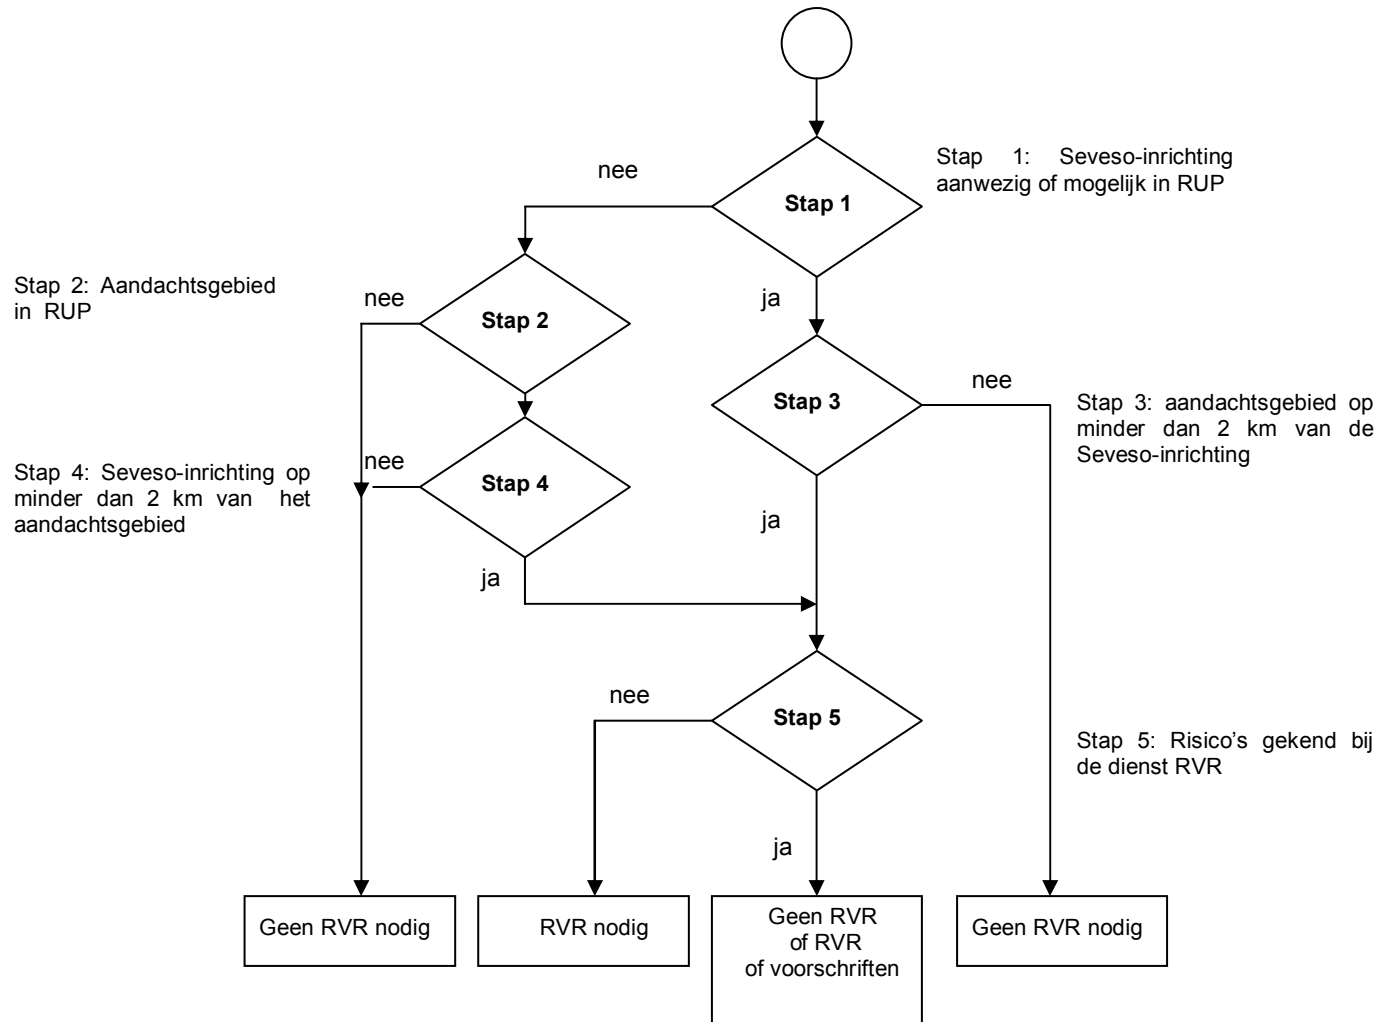 nee
Stap 1: Seveso-inrichting
aanwezig of mogelijk in RUP
Stap 1
Stap 2: Aandachtsgebied
in RUP
nee
Stap 2
ja
Stap 3
nee
Stap 3: aandachtsgebied op
minder dan 2 km van de
Seveso-inrichting
Stap 4: Seveso-inrichting op
minder dan 2 km van het
aandachtsgebied
nee
Stap 4
ja
ja
nee
Stap 5
Stap 5: Risico's gekend bij
de dienst RVR
ja
Geen RVR nodig
RVR nodig
Geen RVR
of RVR
of voorschriften
Geen RVR nodig